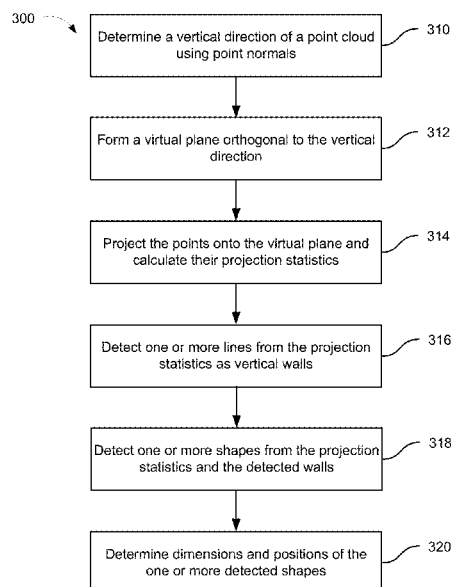 300
Determine a vertical direction of a point cloud
using point normals
310
Form a virtual plane orthogonal to the vertical
direction
312
Project the points onto the virtual plane and
calculate their projection statistics
314
Detect one or more lines from the projection
statistics as vertical walls
316
Detect one or more shapes from the projection
statistics and the detected walls
318
Determine dimensions and positions of the
one or more detected shapes
320